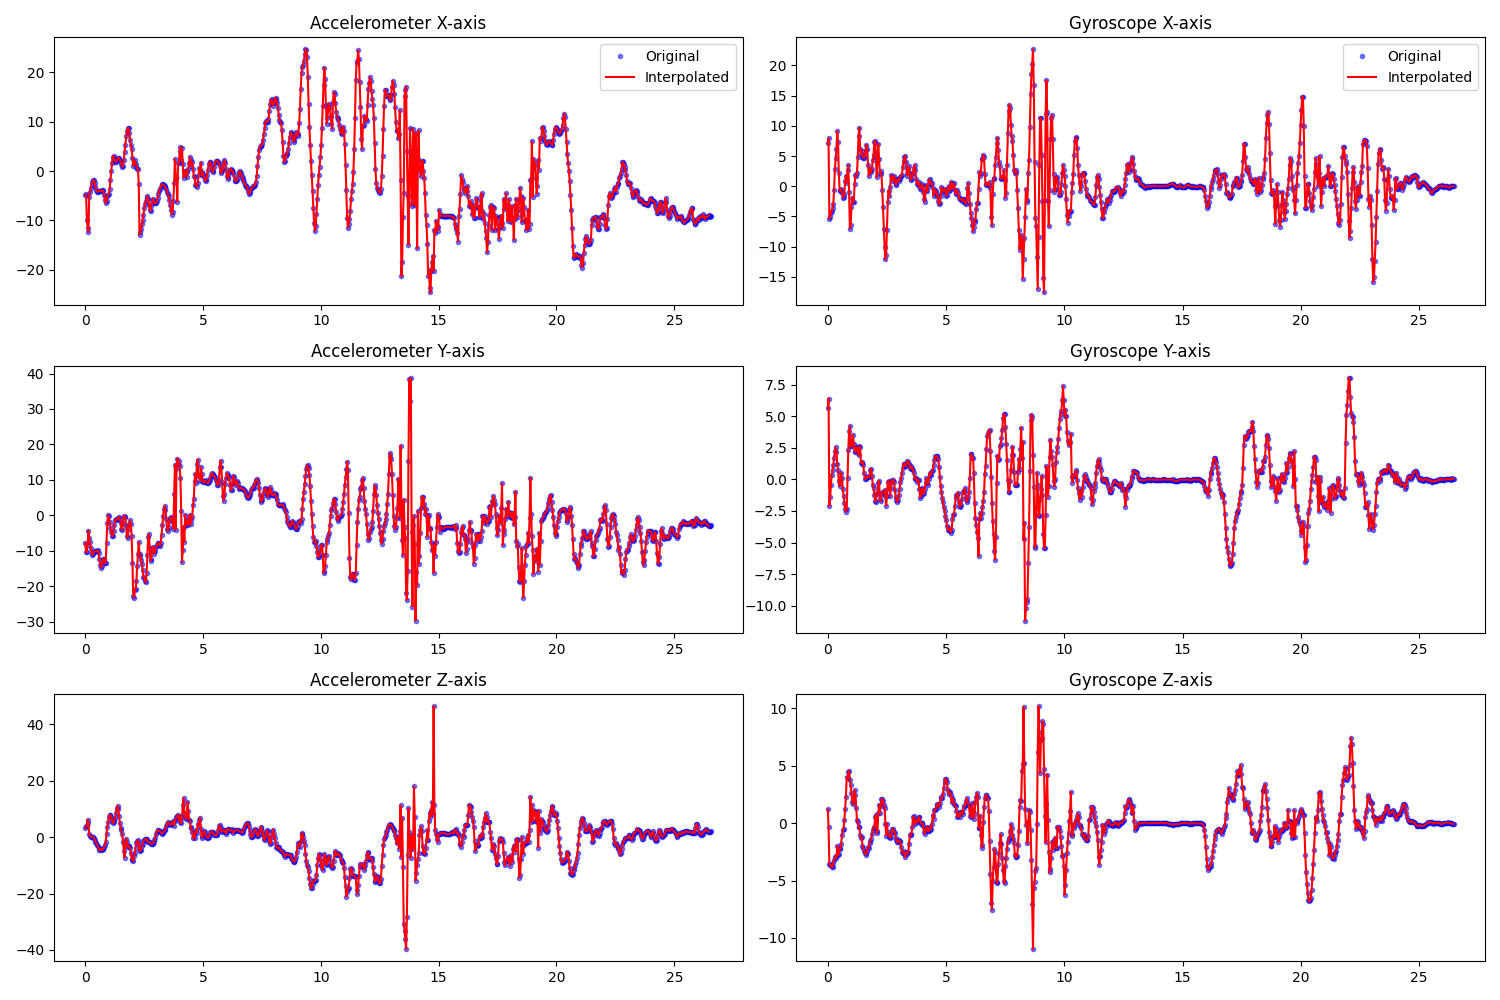 Accelerometer X-axis
Original
Interpolated
20
10
0
−10
−20
0 5 10 15 20 25
Gyroscope X-axis
Original
Interpolated
20
15
10
5
0
−5
−10
−15
0 5 10 15 20 25
Accelerometer Y-axis
40
30
20
10
0
−10
−20
−30
0 5 10 15 20 25
Gyroscope Y-axis
7.5
5.0
2.5
0.0
−2.5
−5.0
−7.5
−10.0
0 5 10 15 20 25
Accelerometer Z-axis
40
20
0
−20
−40
0 5 10 15 20 25
Gyroscope Z-axis
10
5
0
−5
−10
0 5 10 15 20 25